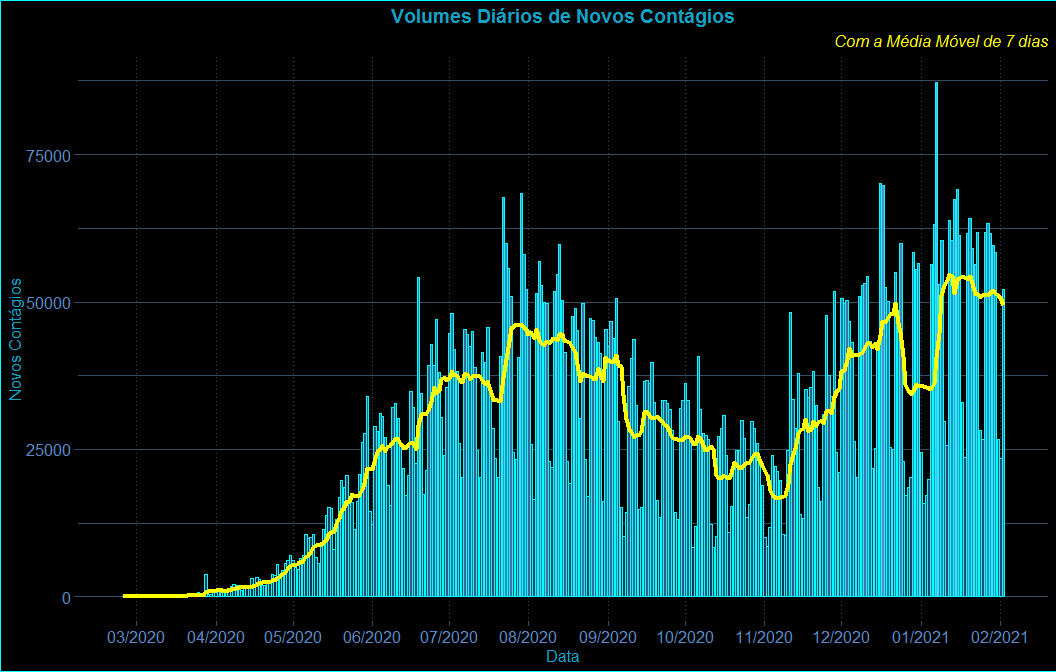 Volumes Diários de Novos Contágios
Com a Média Móvel de 7 dias
Novos Contágios
75000
50000
25000
0
03/2020 04/2020 05/2020 06/2020 07/2020 08/2020 09/2020 10/2020 11/2020 12/2020 01/2021 02/2021
Data